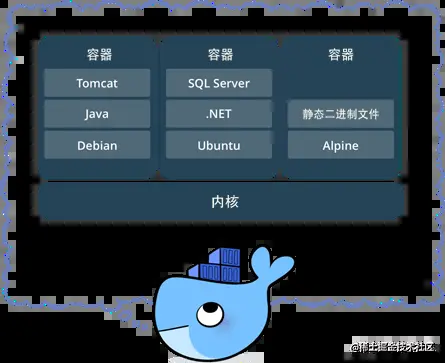 容器 容器 容器
Tomcat SQL Server
Java .NET 静态二进制文件
Debian Ubuntu Alpine
内核
@稀土掘金技术社区